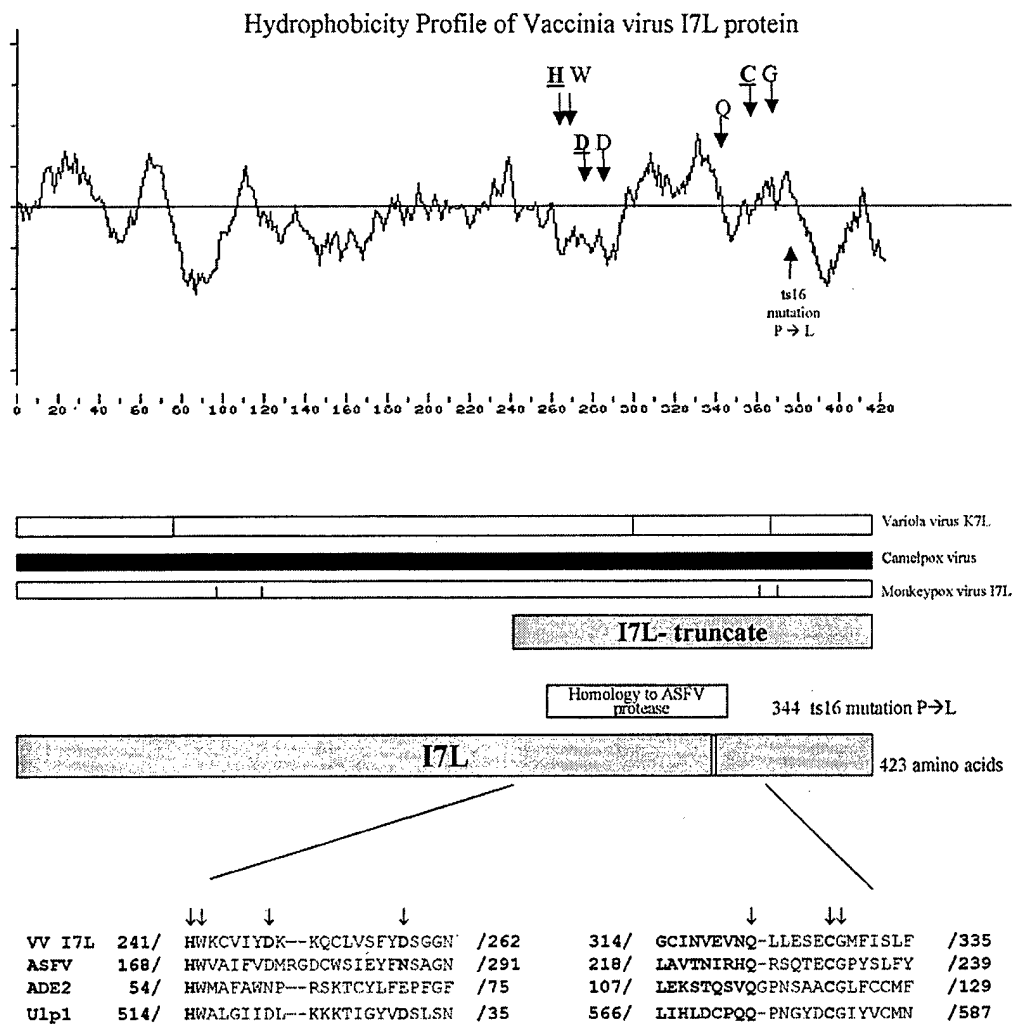 Hydrophobicity Profile of Vaccinia virus I7L protein
H W
C G
Q
D D
ts16
mutation
P → L
0 20 40 60 80 100 120 140 160 180 200 220 240 260 280 300 320 340 360 380 400 420
Variola virus K7L
Camelpox virus
Monkeypox virus I7L
I7L- truncate
Homology to ASFV
protease
344 ts16 mutation P→L
I7L
423 amino acids
↓↓ ↓ ↓ ↓ ↓↓
VV I7L 241/ HWKCVIYDK--KQCLVSFYDSGGN /262 314/ GCINVEVNQ-LLESECGMFISLF /335
ASFV 168/ HWVAIFVDMRGDCWSIEYFNSAGN /291 218/ LAVTNIRHQ-RSQTECGPYSLFY /239
ADE2 54/ HWMAFAWNP--RSKTCYLFEPFGF /75 107/ LEKSTQSVQGPNSAACGLFCCMF /129
Ulp1 514/ HWALGIIDL--KKKTIGYVDSLSN /35 566/ LIHLDCPQQ-PNGYDCGIYVCMN /587